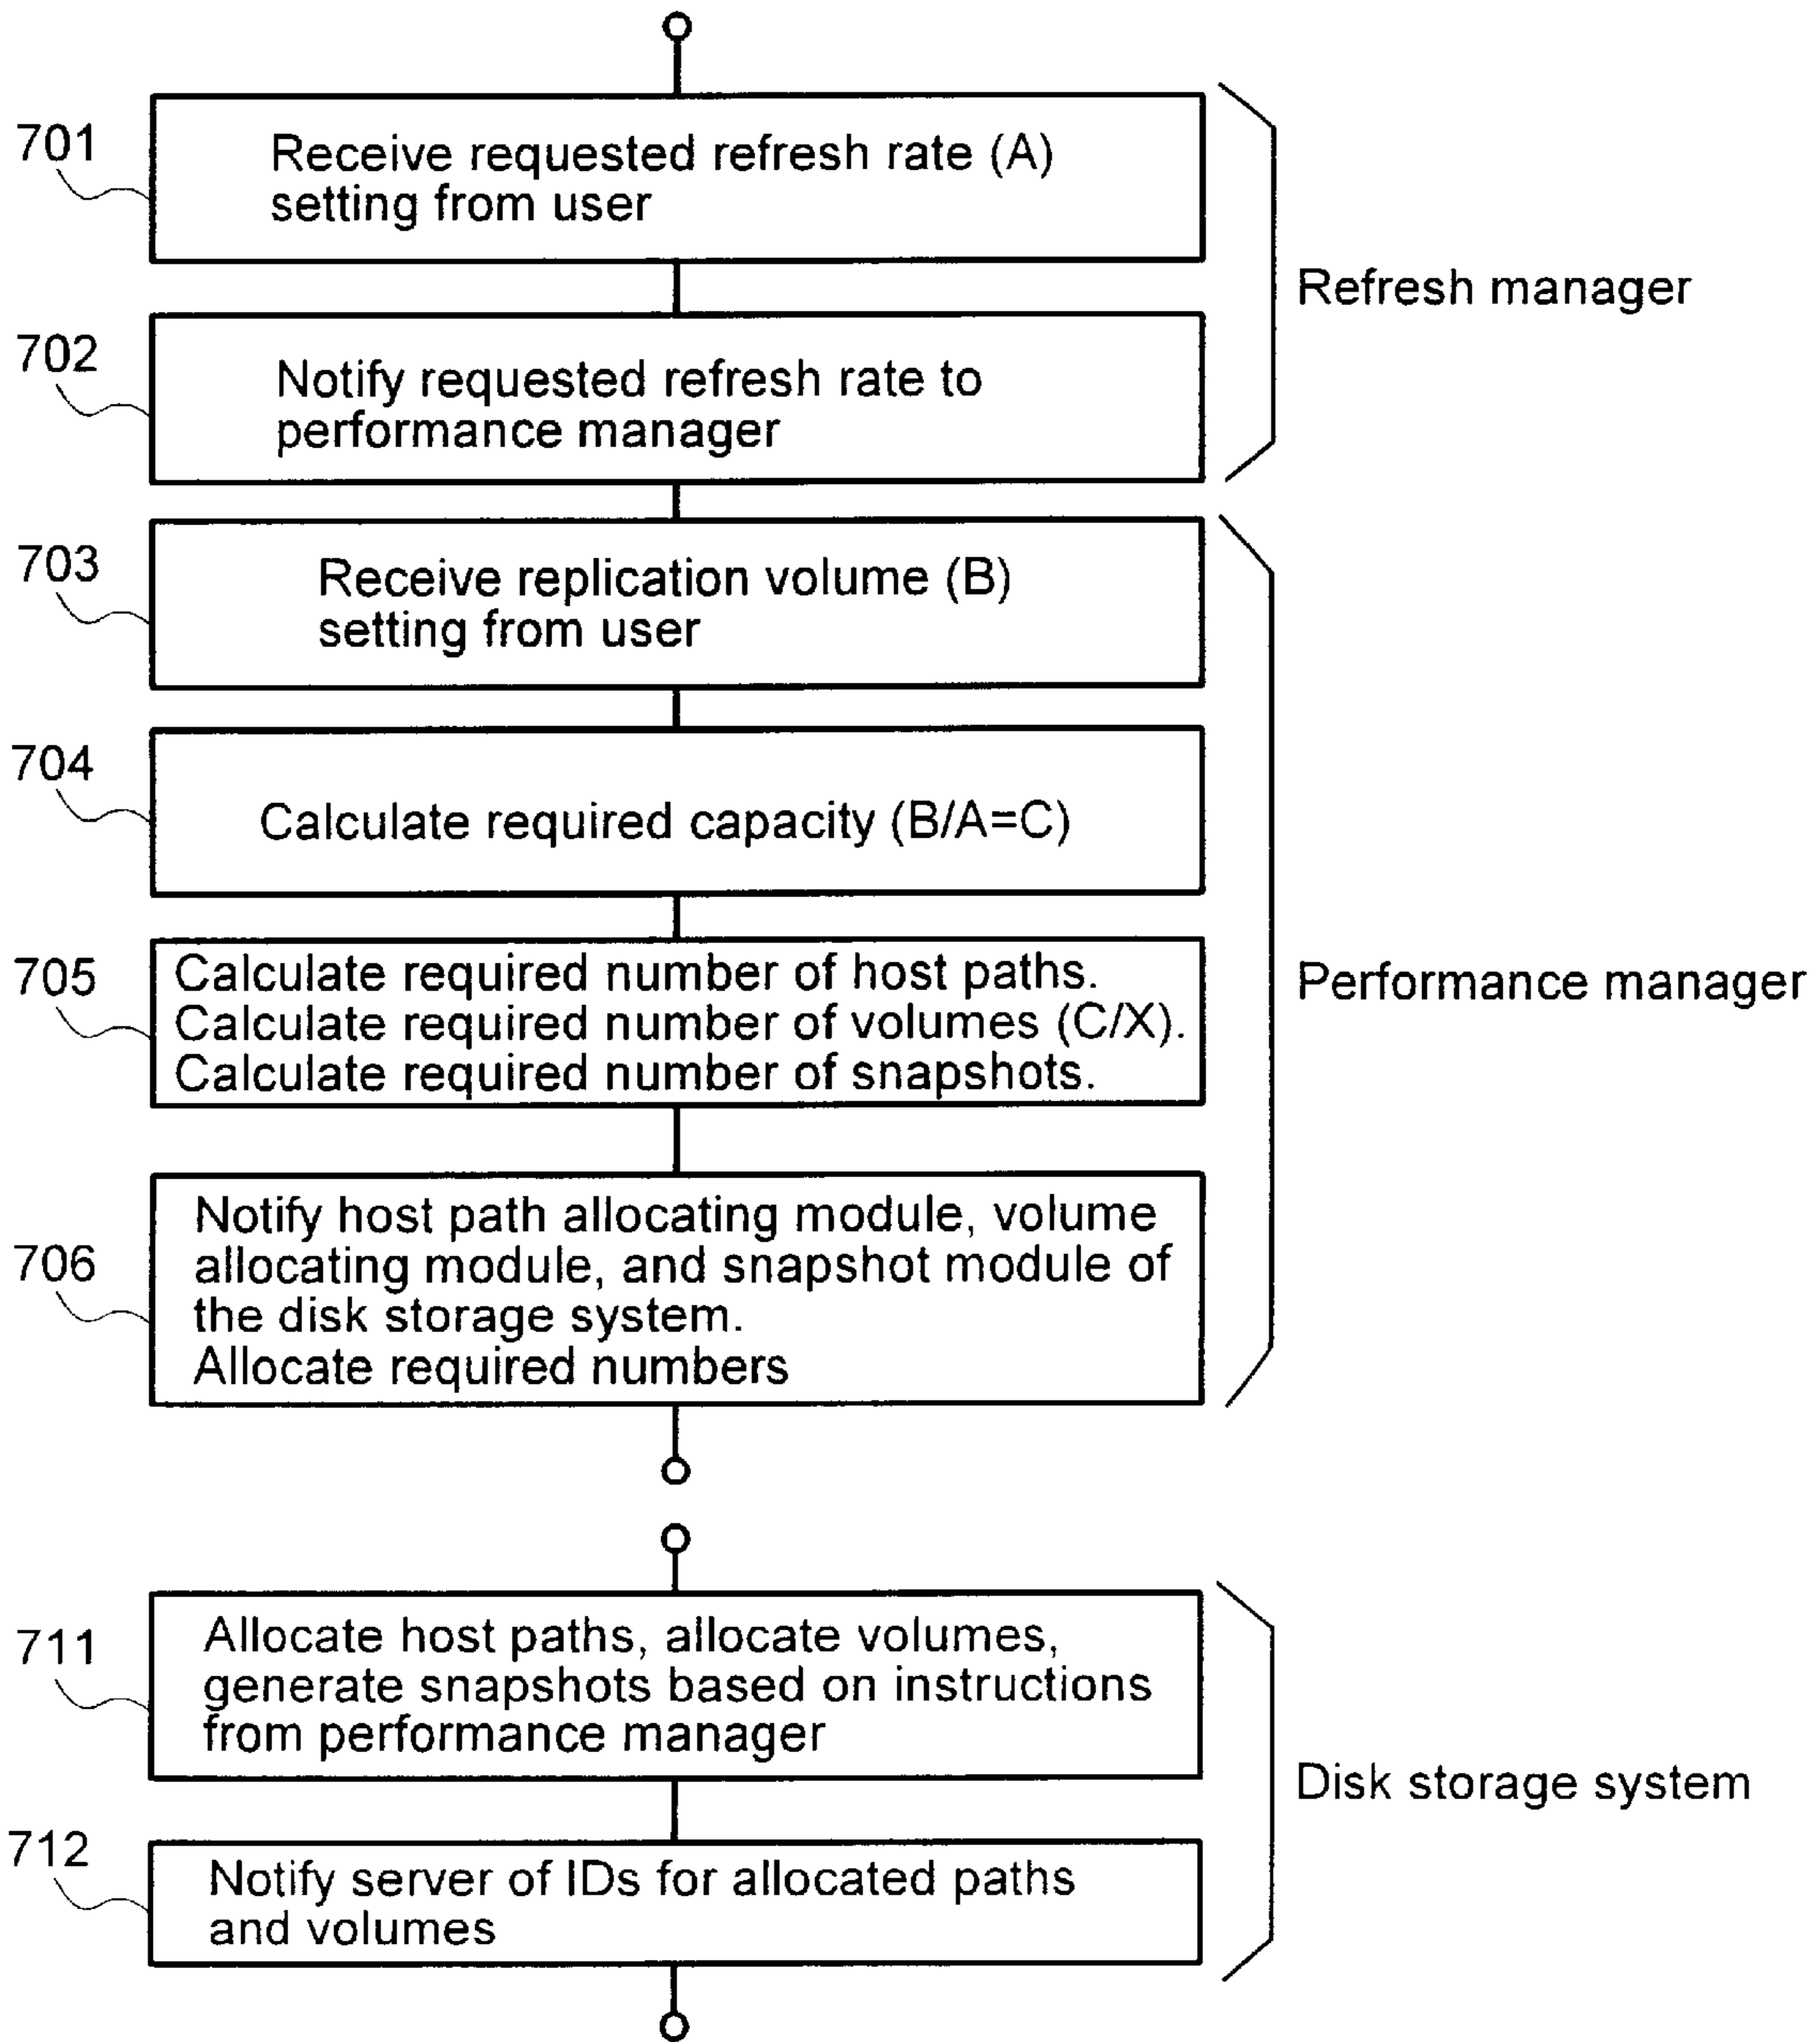 701
Receive requested refresh rate (A)
setting from user
Refresh manager
702
Notify requested refresh rate to
performance manager
703
Receive replication volume (B)
setting from user
704
Calculate required capacity (B/A=C)
705
Calculate required number of host paths.
Calculate required number of volumes (C/X).
Calculate required number of snapshots.
Performance manager
706
Notify host path allocating module, volume
allocating module, and snapshot module of
the disk storage system.
Allocate required numbers
711
Allocate host paths, allocate volumes,
generate snapshots based on instructions
from performance manager
Disk storage system
712
Notify server of IDs for allocated paths
and volumes